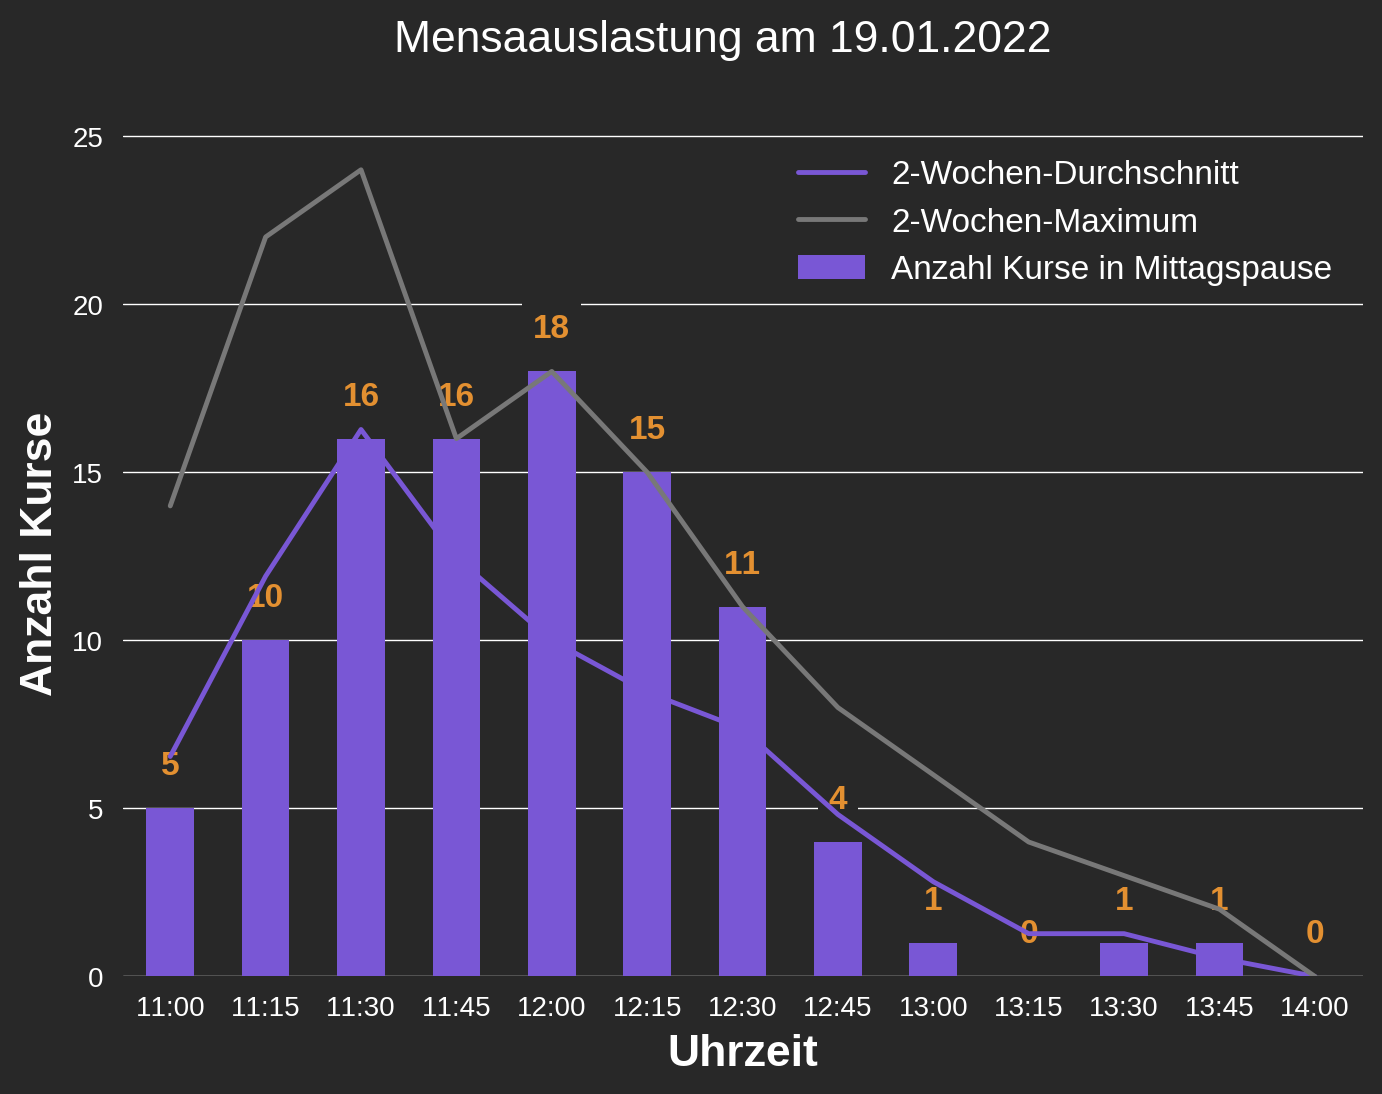 Mensaauslastung am 19.01.2022
25
20
15
10
5
0
Anzahl Kurse
2-Wochen-Durchschnitt
2-Wochen-Maximum
Anzahl Kurse in Mittagspause
5 10 16 16 18 15 11 4 1 0 1 1 0
11:00 11:15 11:30 11:45 12:00 12:15 12:30 12:45 13:00 13:15 13:30 13:45 14:00
Uhrzeit